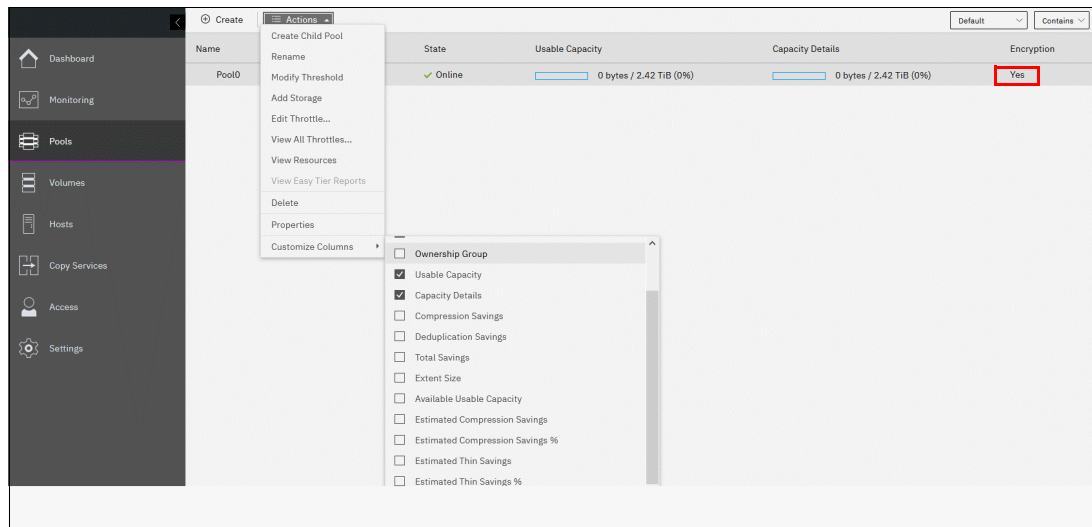 Create
Actions
Default
Contains
Name
State
Usable Capacity
Capacity Details
Encryption
Pool0
Online
0 bytes / 2.42 TiB (0%)
0 bytes / 2.42 TiB (0%)
Yes
Dashboard
Monitoring
Pools
Volumes
Hosts
Copy Services
Access
Settings
Create Child Pool
Rename
Modify Threshold
Add Storage
Edit Throttle...
View All Throttles...
View Resources
View Easy Tier Reports
Delete
Properties
Customize Columns
Ownership Group
Usable Capacity
Capacity Details
Compression Savings
Deduplication Savings
Total Savings
Extent Size
Available Usable Capacity
Estimated Compression Savings
Estimated Compression Savings %
Estimated Thin Savings
Estimated Thin Savings %